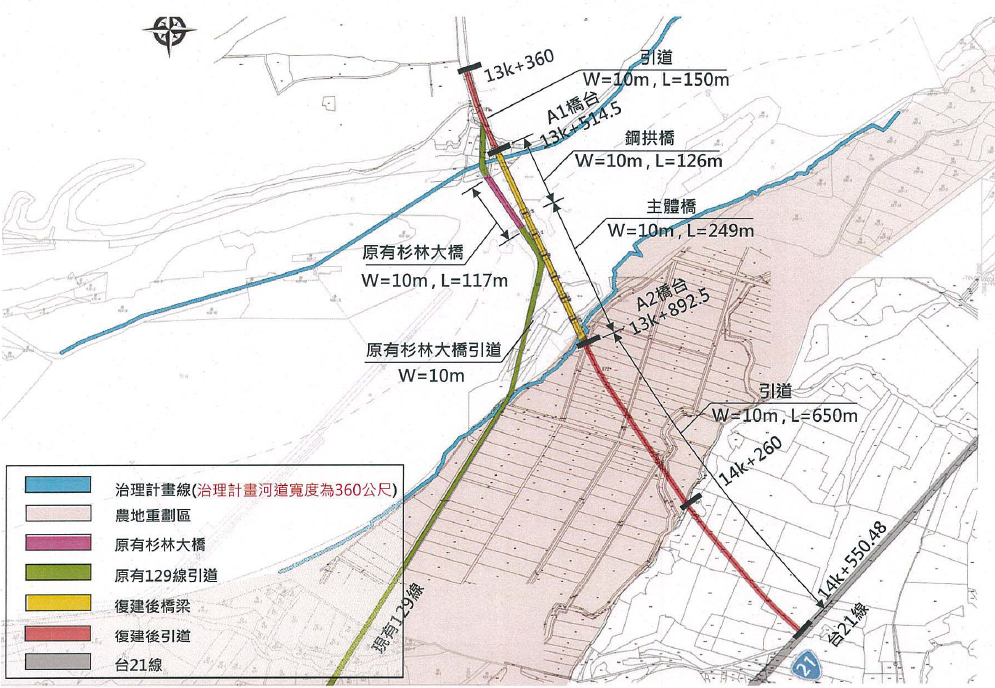 13k+360
引道
W=10m , L=150m
A1橋台
13k+514.5
鋼拱橋
W=10m , L=126m
主體橋
W=10m , L=249m
原有杉林大橋
W=10m , L=117m
A2橋台
13k+892.5
原有杉林大橋引道
W=10m
引道
W=10m , L=650m
14k+260
14k+550.48
台21線
21
現有129線
治理計畫線(治理計畫河道寬度為360公尺)
農地重劃區
原有杉林大橋
原有129線引道
復建後橋梁
復建後引道
台21線